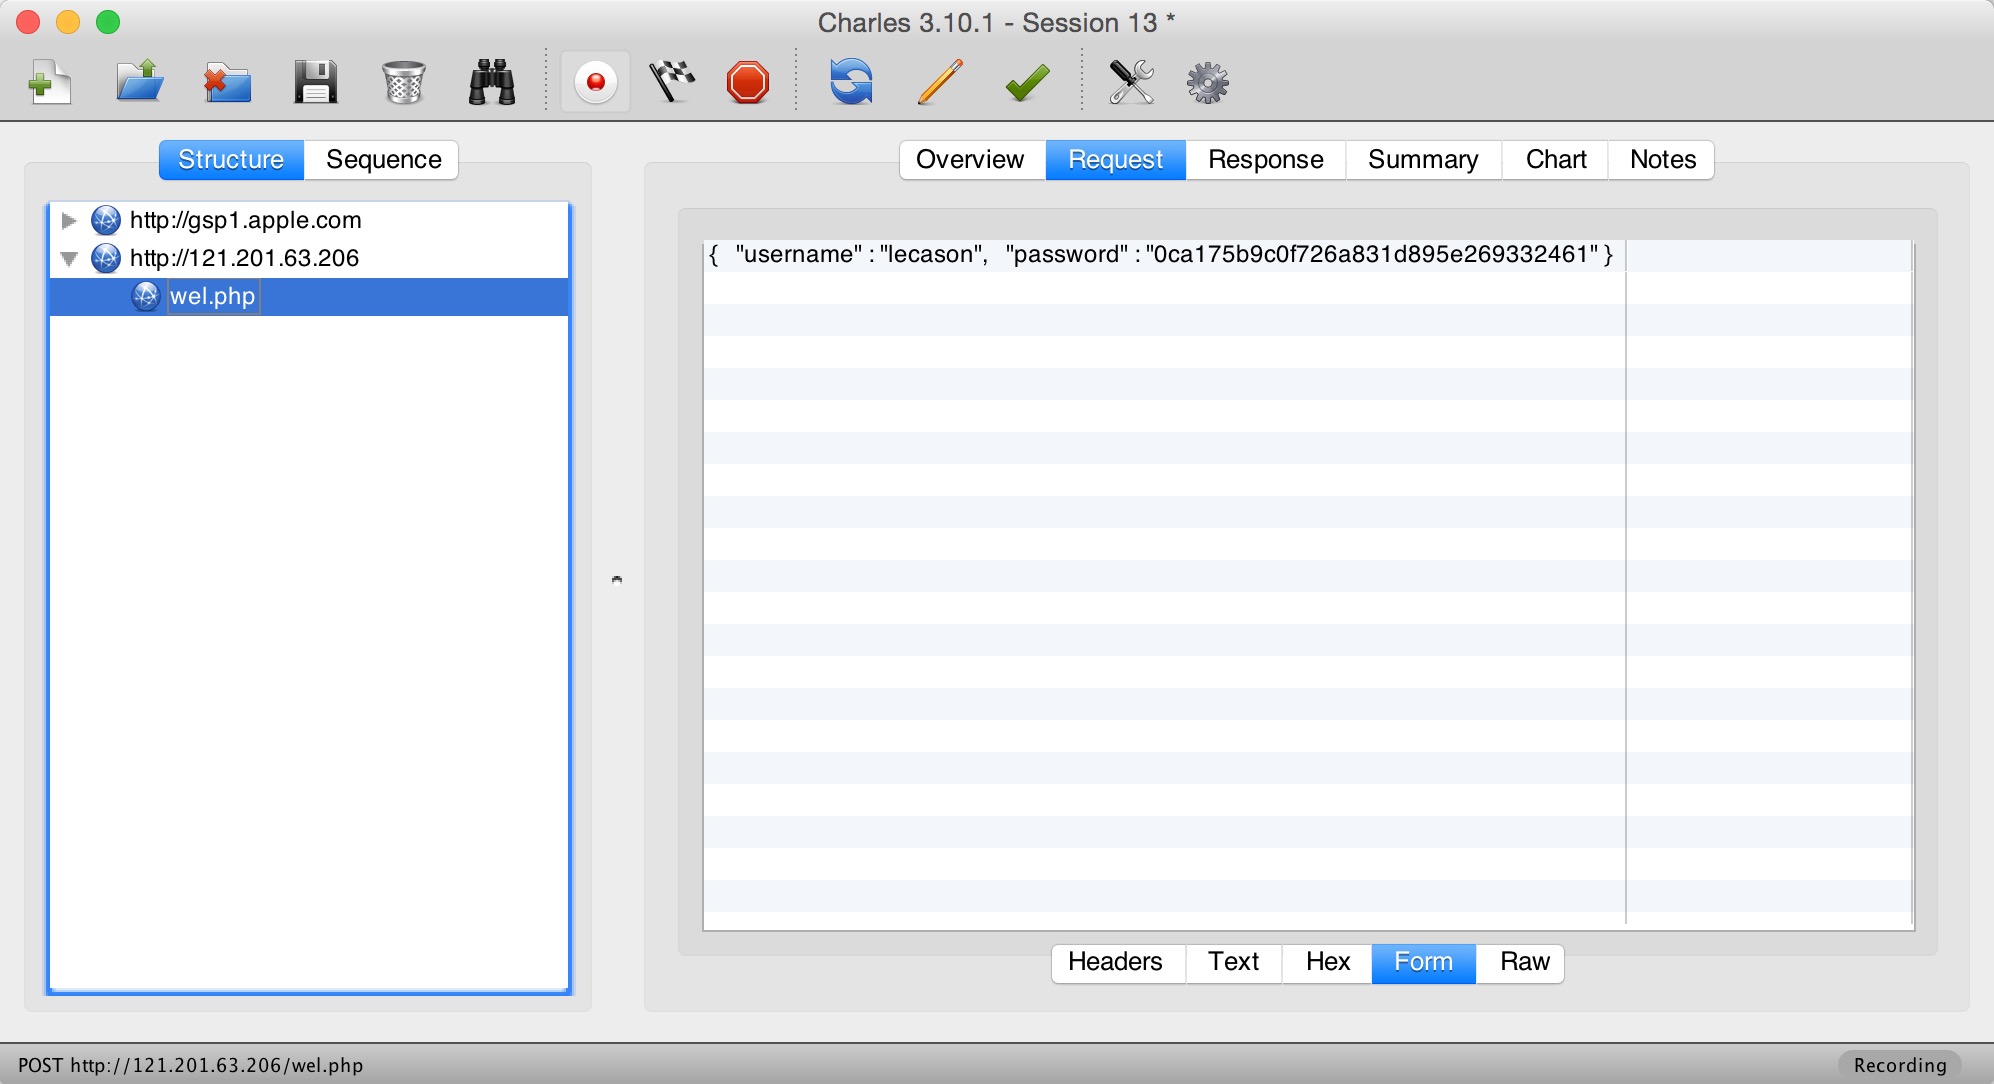 Charles 3.10.1 - Session 13 *
Structure Sequence
Overview Request Response Summary Chart Notes
http://gsp1.apple.com
http://121.201.63.206
wel.php
{ "username" : "lecason", "password" : "0ca175b9c0f726a831d895e269332461" }
Headers Text Hex Form Raw
POST http://121.201.63.206/wel.php
Recording